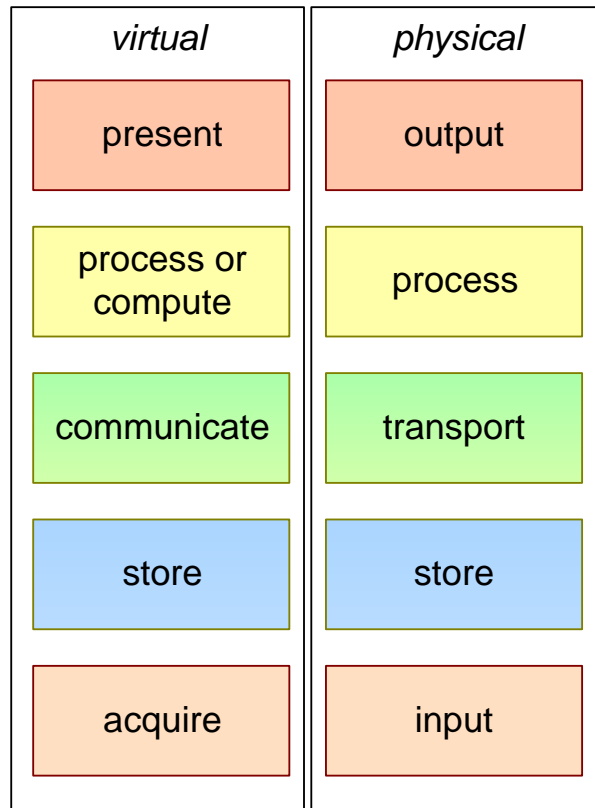 virtual
present
process or
compute
communicate
store
acquire
physical
output
process
transport
store
input